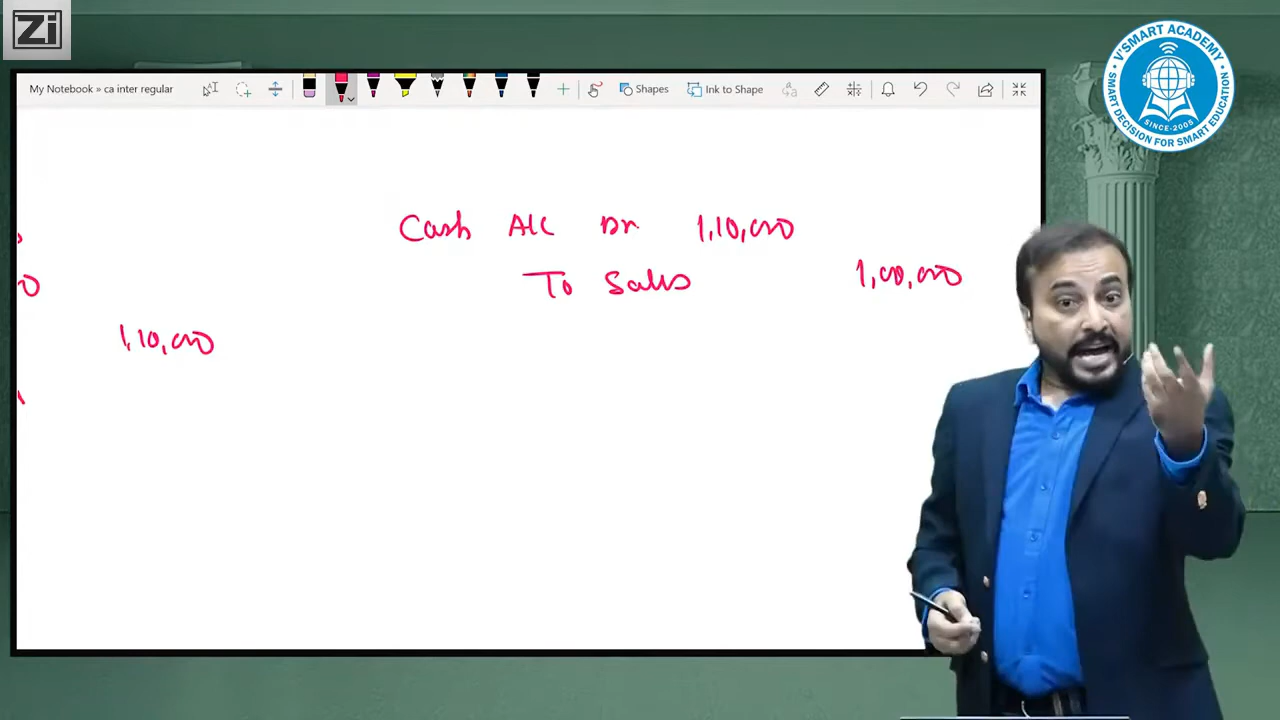 Zi
V'SMART ACADEMY
SINCE-2005
SMART DECISION FOR SMART EDUCATION
My Notebook » ca inter regular
Shapes
Ink to Shape
Cash A/C Dr 1,10,000
To Sales 1,00,000
1,10,000